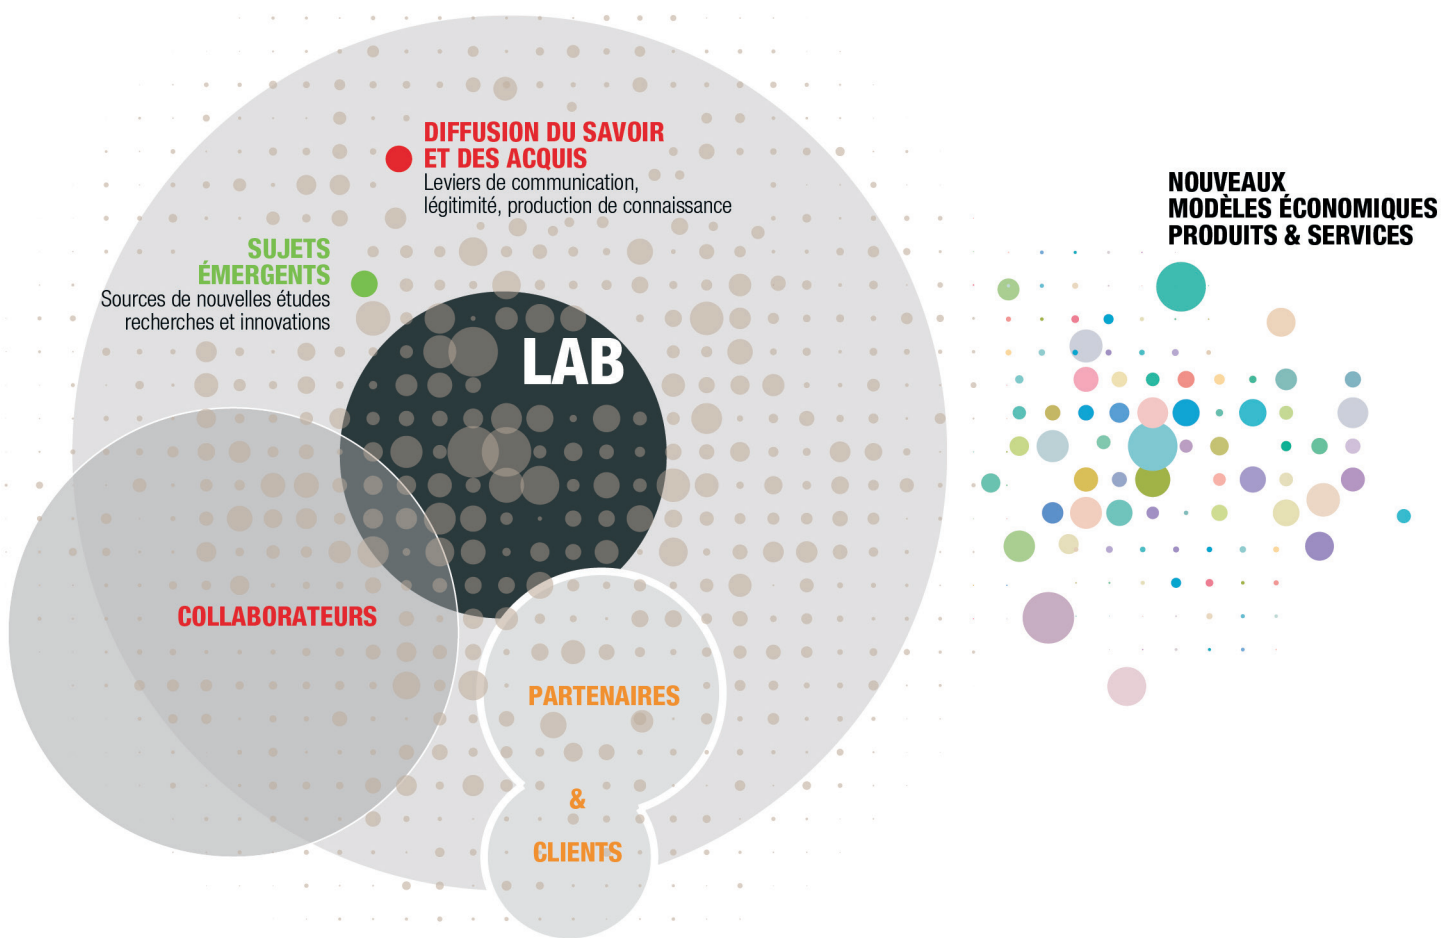 DIFFUSION DU SAVOIR
ET DES ACQUIS
Leviers de communication,
légitimité, production de connaissance
NOUVEAUX
MODÈLES ÉCONOMIQUES
PRODUITS & SERVICES
SUJETS
ÉMERGENTS
Sources de nouvelles études
recherches et innovations
LAB
COLLABORATEURS
PARTENAIRES
&
CLIENTS